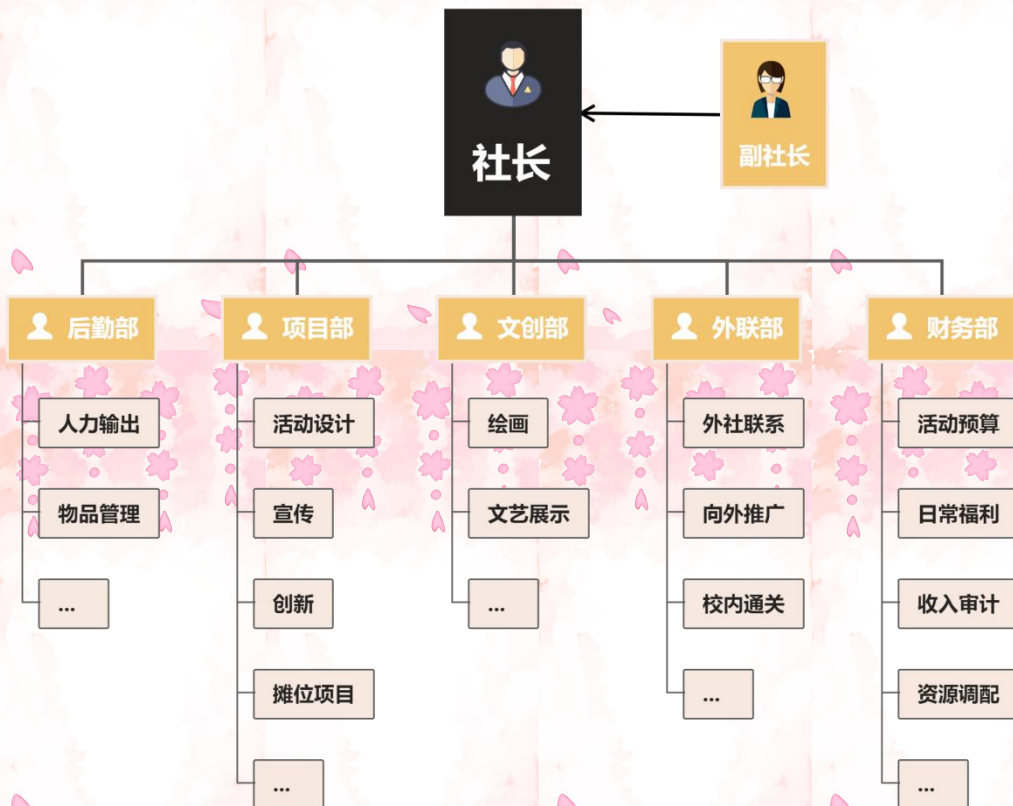 社长
副社长
后勤部
人力输出
物品管理
...
项目部
活动设计
宣传
创新
摊位项目
...
文创部
绘画
文艺展示
...
外联部
外社联系
向外推广
校内通关
...
财务部
活动预算
日常福利
收入审计
资源调配
...